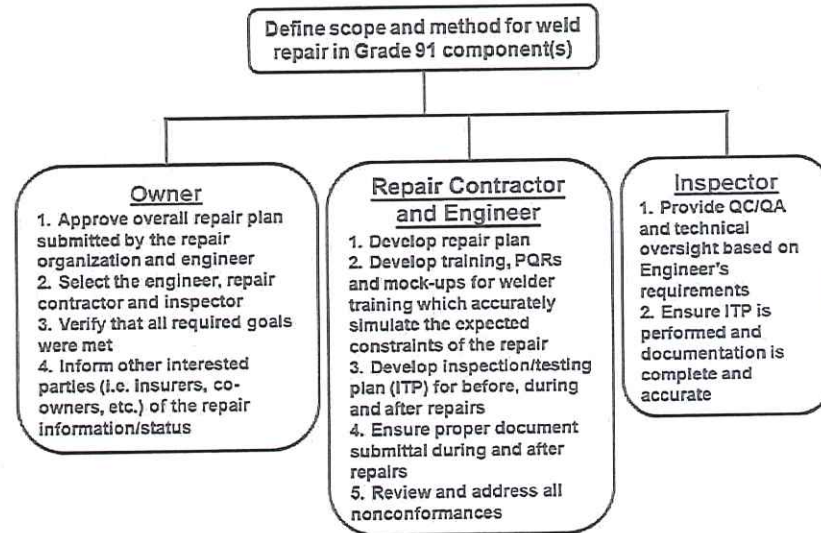 Define scope and method for weld
repair in Grade 91 component(s)
Owner
1. Approve overall repair plan
submitted by the repair
organization and engineer
2. Select the engineer, repair
contractor and inspector
3. Verify that all required goals
were met
4. Inform other interested
parties (i.e. insurers, co-
owners, etc.) of the repair
information/status
Repair Contractor
and Engineer
1. Develop repair plan
2. Develop training, PQRs
and mock-ups for welder
training which accurately
simulate the expected
constraints of the repair
3. Develop inspection/testing
plan (ITP) for before, during
and after repairs
4. Ensure proper document
submittal during and after
repairs
5. Review and address all
nonconformances
Inspector
1. Provide QC/QA
and technical
oversight based on
Engineer's
requirements
2. Ensure ITP is
performed and
documentation is
complete and
accurate